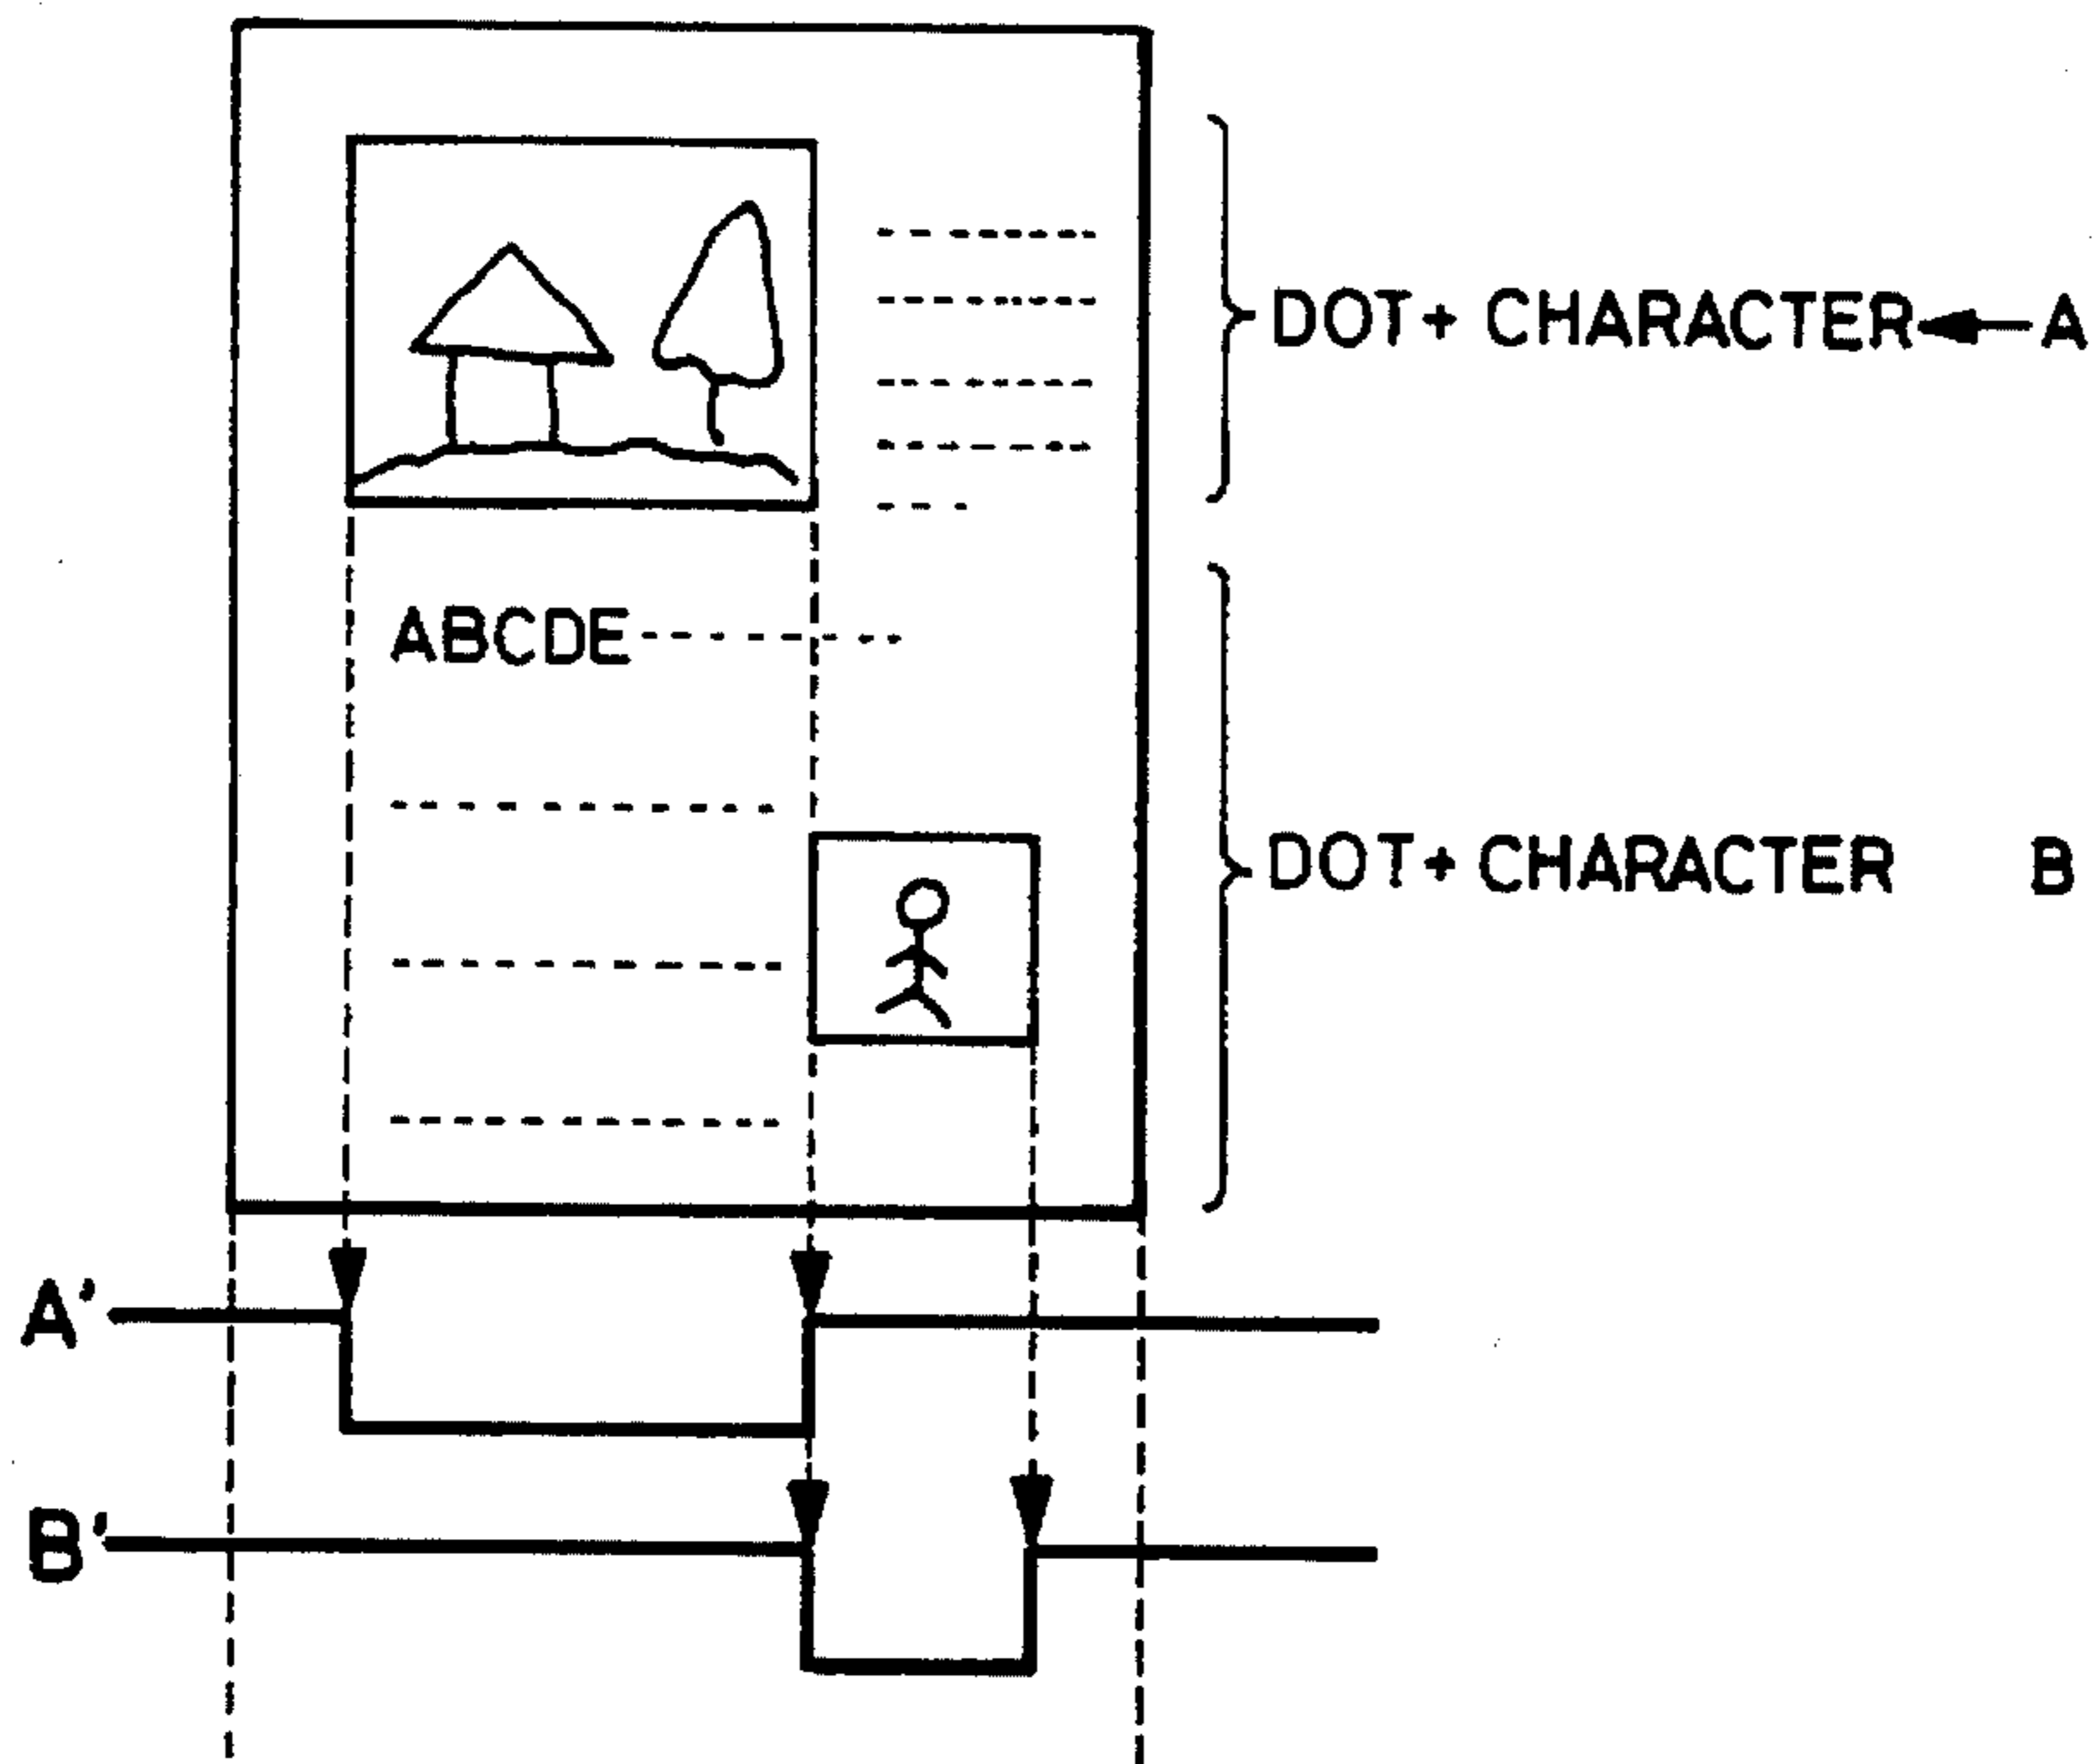 DOT + CHARACTER A
ABCDE
DOT + CHARACTER B
A'
B'